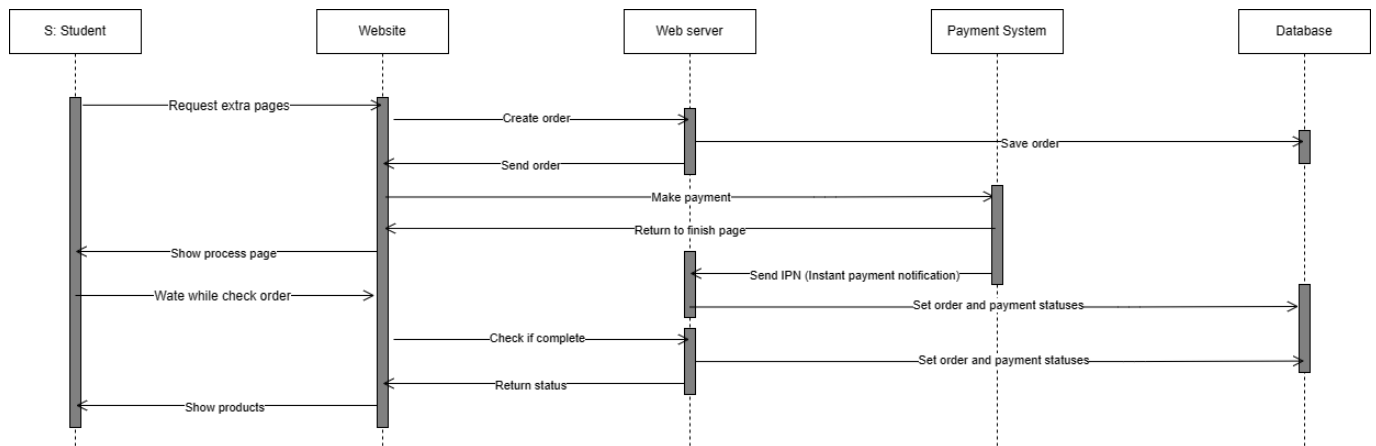 S: Student
Website
Web server
Payment System
Database
Request extra pages
Create order
Save order
Send order
Make payment
Return to finish page
Show process page
Send IPN (Instant payment notification)
Wate while check order
Set order and payment statuses
Check if complete
Set order and payment statuses
Return status
Show products